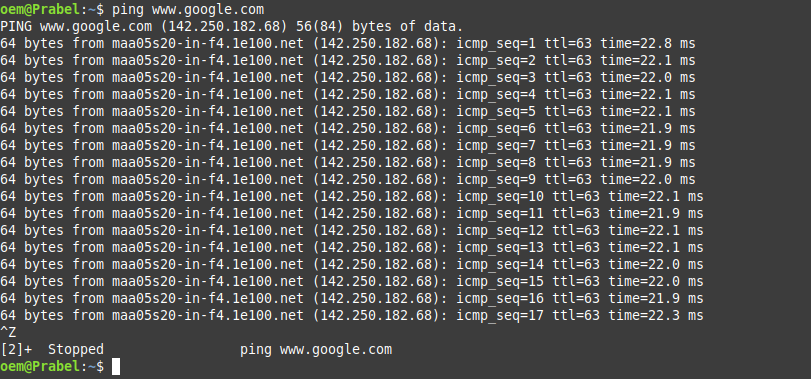 oem@Prabel:~$ ping www.google.com
PING www.google.com (142.250.182.68) 56(84) bytes of data.
64 bytes from maa05s20-in-f4.1e100.net (142.250.182.68): icmp_seq=1 ttl=63 time=22.8 ms
64 bytes from maa05s20-in-f4.1e100.net (142.250.182.68): icmp_seq=2 ttl=63 time=22.1 ms
64 bytes from maa05s20-in-f4.1e100.net (142.250.182.68): icmp_seq=3 ttl=63 time=22.0 ms
64 bytes from maa05s20-in-f4.1e100.net (142.250.182.68): icmp_seq=4 ttl=63 time=22.1 ms
64 bytes from maa05s20-in-f4.1e100.net (142.250.182.68): icmp_seq=5 ttl=63 time=22.1 ms
64 bytes from maa05s20-in-f4.1e100.net (142.250.182.68): icmp_seq=6 ttl=63 time=21.9 ms
64 bytes from maa05s20-in-f4.1e100.net (142.250.182.68): icmp_seq=7 ttl=63 time=21.9 ms
64 bytes from maa05s20-in-f4.1e100.net (142.250.182.68): icmp_seq=8 ttl=63 time=21.9 ms
64 bytes from maa05s20-in-f4.1e100.net (142.250.182.68): icmp_seq=9 ttl=63 time=22.0 ms
64 bytes from maa05s20-in-f4.1e100.net (142.250.182.68): icmp_seq=10 ttl=63 time=22.1 ms
64 bytes from maa05s20-in-f4.1e100.net (142.250.182.68): icmp_seq=11 ttl=63 time=21.9 ms
64 bytes from maa05s20-in-f4.1e100.net (142.250.182.68): icmp_seq=12 ttl=63 time=22.1 ms
64 bytes from maa05s20-in-f4.1e100.net (142.250.182.68): icmp_seq=13 ttl=63 time=22.1 ms
64 bytes from maa05s20-in-f4.1e100.net (142.250.182.68): icmp_seq=14 ttl=63 time=22.0 ms
64 bytes from maa05s20-in-f4.1e100.net (142.250.182.68): icmp_seq=15 ttl=63 time=22.0 ms
64 bytes from maa05s20-in-f4.1e100.net (142.250.182.68): icmp_seq=16 ttl=63 time=21.9 ms
64 bytes from maa05s20-in-f4.1e100.net (142.250.182.68): icmp_seq=17 ttl=63 time=22.3 ms
^Z
[2]+  Stopped                 ping www.google.com
oem@Prabel:~$